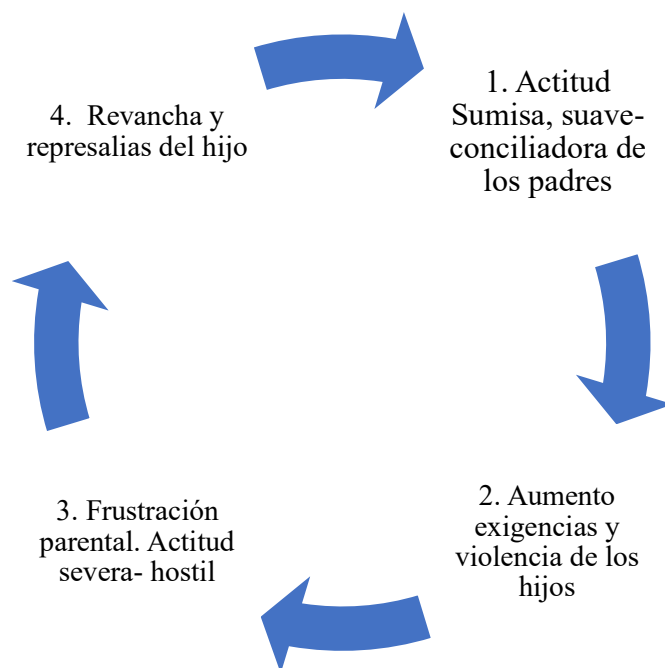 1. Actitud
Sumisa, suave-
conciliadora de
los padres
2. Aumento
exigencias y
violencia de los
hijos
3. Frustración
parental. Actitud
severa- hostil
4.  Revancha y
represalias del hijo